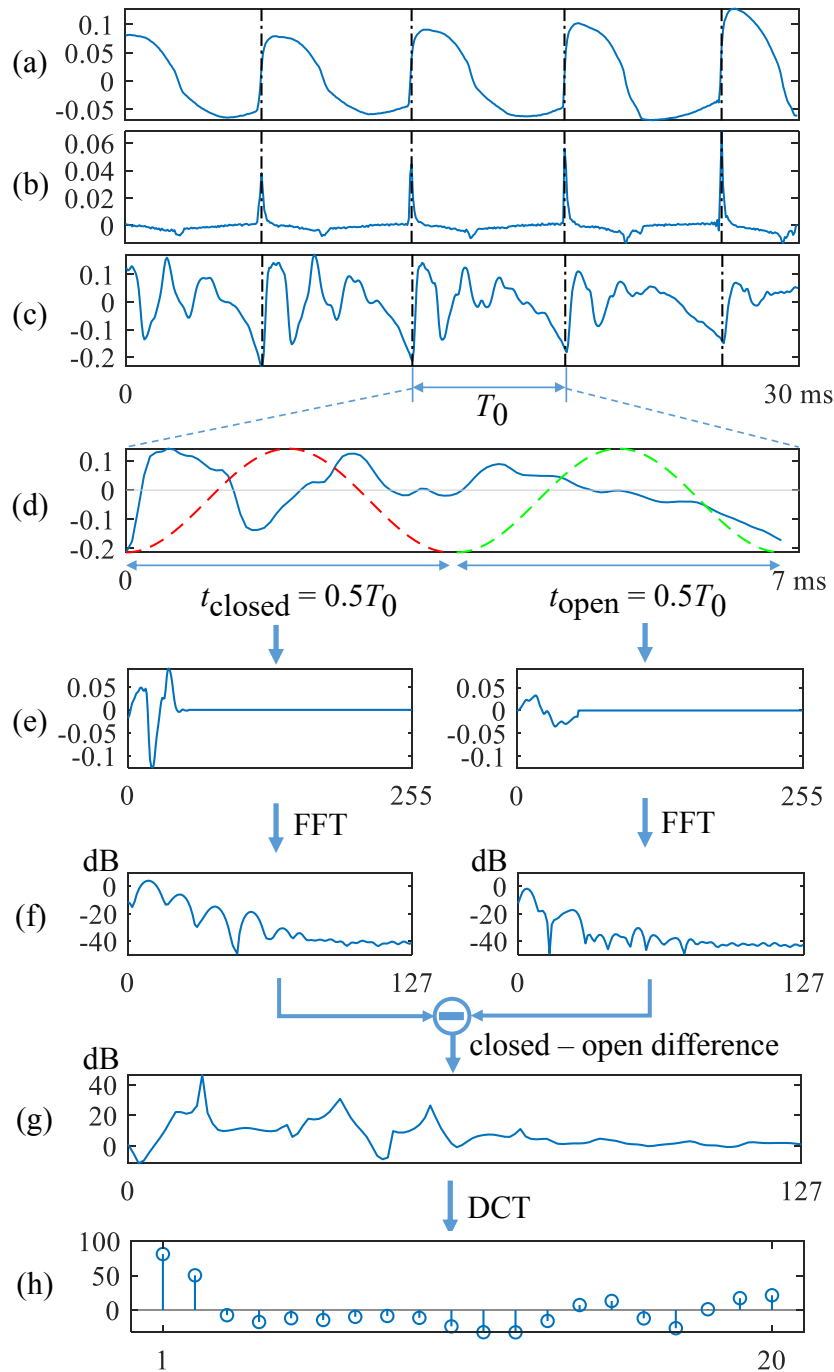 (a)
0.1
0.05
0
-0.05
(b)
0.06
0.04
0.02
0
(c)
0.1
0
-0.1
-0.2
0
T0
30 ms
(d)
0.1
0
-0.1
-0.2
0
7 ms
tclosed = 0.5T0
topen = 0.5T0
(e)
0.05
0
-0.05
-0.1
0
255
0.05
0
-0.05
-0.1
0
255
FFT
FFT
(f)
dB
0
-20
-40
0
127
dB
0
-20
-40
0
127
closed – open difference
(g)
dB
40
20
0
0
127
DCT
(h)
100
50
0
1
20